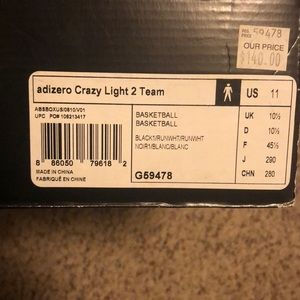 REG. 59478
OUR PRICE
$140.00
adizero Crazy Light 2 Team
US 11
ABSBOXUS/0810/V01
UPC PO# 108213417
BASKETBALL
BASKETBALL
UK 10½
D 10½
BLACK1/RUNWHT/RUNWHT
NOIR1/BLANC/BLANC
F 45⅓
J 290
8 86050 79618 2
MADE IN CHINA
FABRIQUÉ EN CHINE
G59478
CHN 280